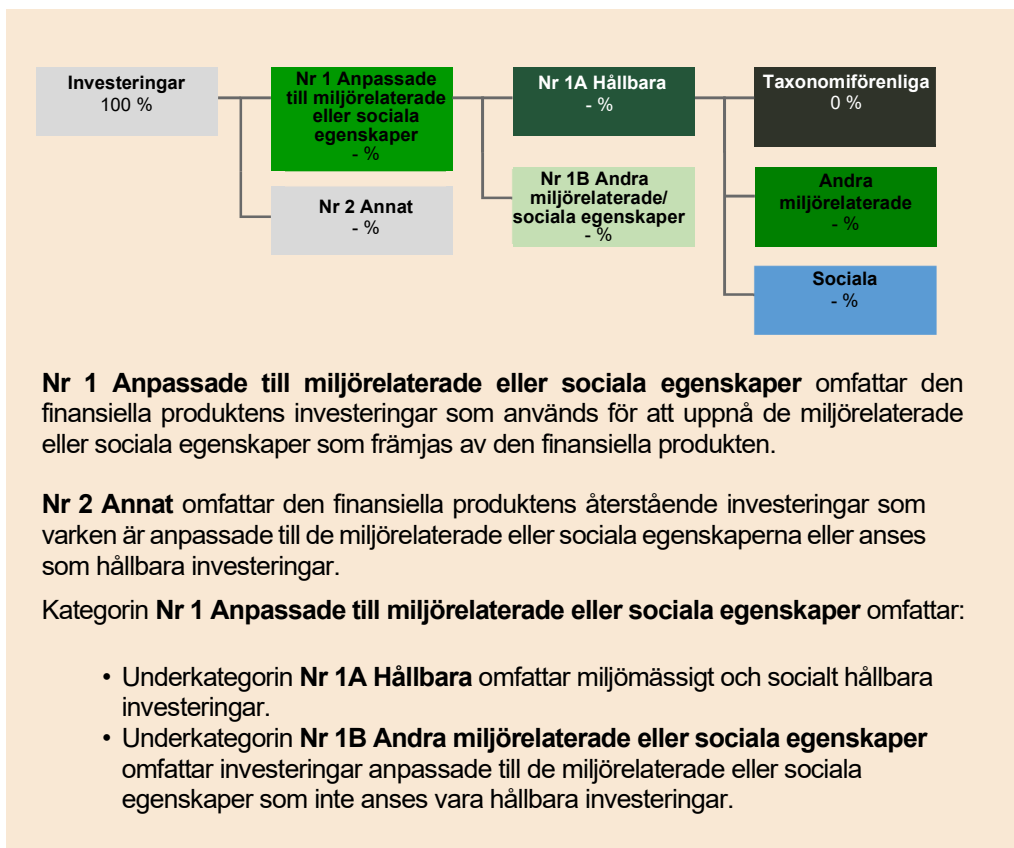 Investeringar
100 %
Nr 1 Anpassade
till miljörelaterade
eller sociala
egenskaper
- %
Nr 2 Annat
- %
Nr 1A Hållbara
- %
Nr 1B Andra
miljörelaterade/
sociala egenskaper
- %
Taxonomiförenliga
0 %
Andra
miljörelaterade
- %
Sociala
- %
Nr 1 Anpassade till miljörelaterade eller sociala egenskaper omfattar den
finansiella produktens investeringar som används för att uppnå de miljörelaterade
eller sociala egenskaper som främjas av den finansiella produkten.
Nr 2 Annat omfattar den finansiella produktens återstående investeringar som
varken är anpassade till de miljörelaterade eller sociala egenskaperna eller anses
som hållbara investeringar.
Kategorin Nr 1 Anpassade till miljörelaterade eller sociala egenskaper omfattar:
• Underkategorin Nr 1A Hållbara omfattar miljömässigt och socialt hållbara
investeringar.
• Underkategorin Nr 1B Andra miljörelaterade eller sociala egenskaper
omfattar investeringar anpassade till de miljörelaterade eller sociala
egenskaper som inte anses vara hållbara investeringar.